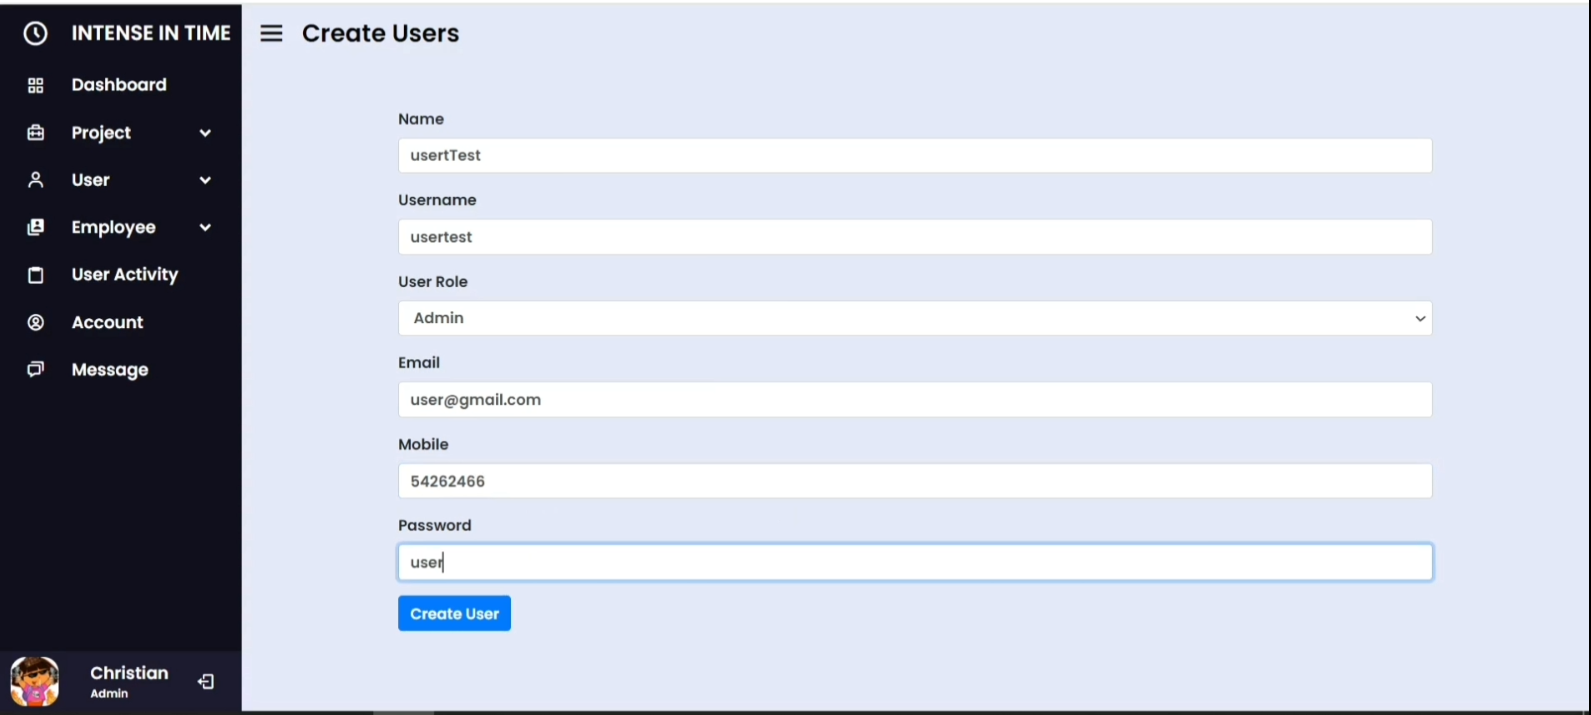 INTENSE IN TIME
Dashboard
Project
User
Employee
User Activity
Account
Message
Christian
Admin
Create Users
Name
usertTest
Username
usertest
User Role
Admin
Email
user@gmail.com
Mobile
54262466
Password
user
Create User